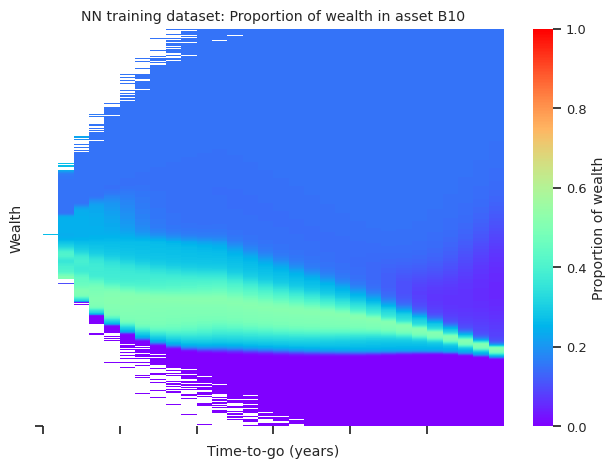 NN training dataset: Proportion of wealth in asset B10
Wealth
Time-to-go (years)
1.0
0.8
0.6
0.4
0.2
0.0
Proportion of wealth